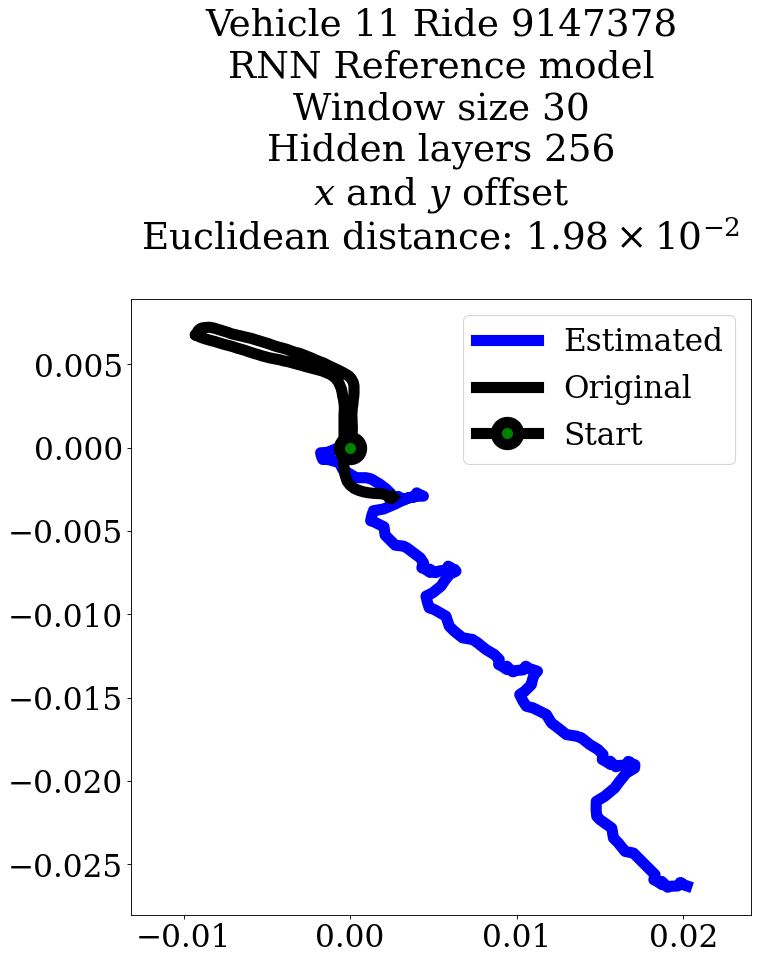 Vehicle 11 Ride 9147378
RNN Reference model
Window size 30
Hidden layers 256
x and y offset
Euclidean distance: 1.98 × 10⁻²
Estimated
Original
Start
0.005
0.000
−0.005
−0.010
−0.015
−0.020
−0.025
−0.01 0.00 0.01 0.02